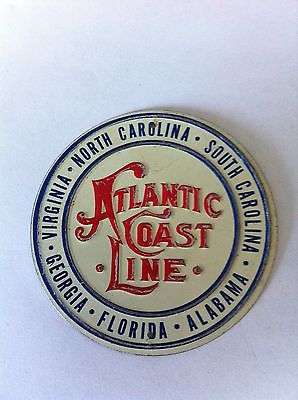 VIRGINIA • NORTH CAROLINA • SOUTH CAROLINA •
ATLANTIC
COAST
• LINE •
GEORGIA • FLORIDA • ALABAMA •